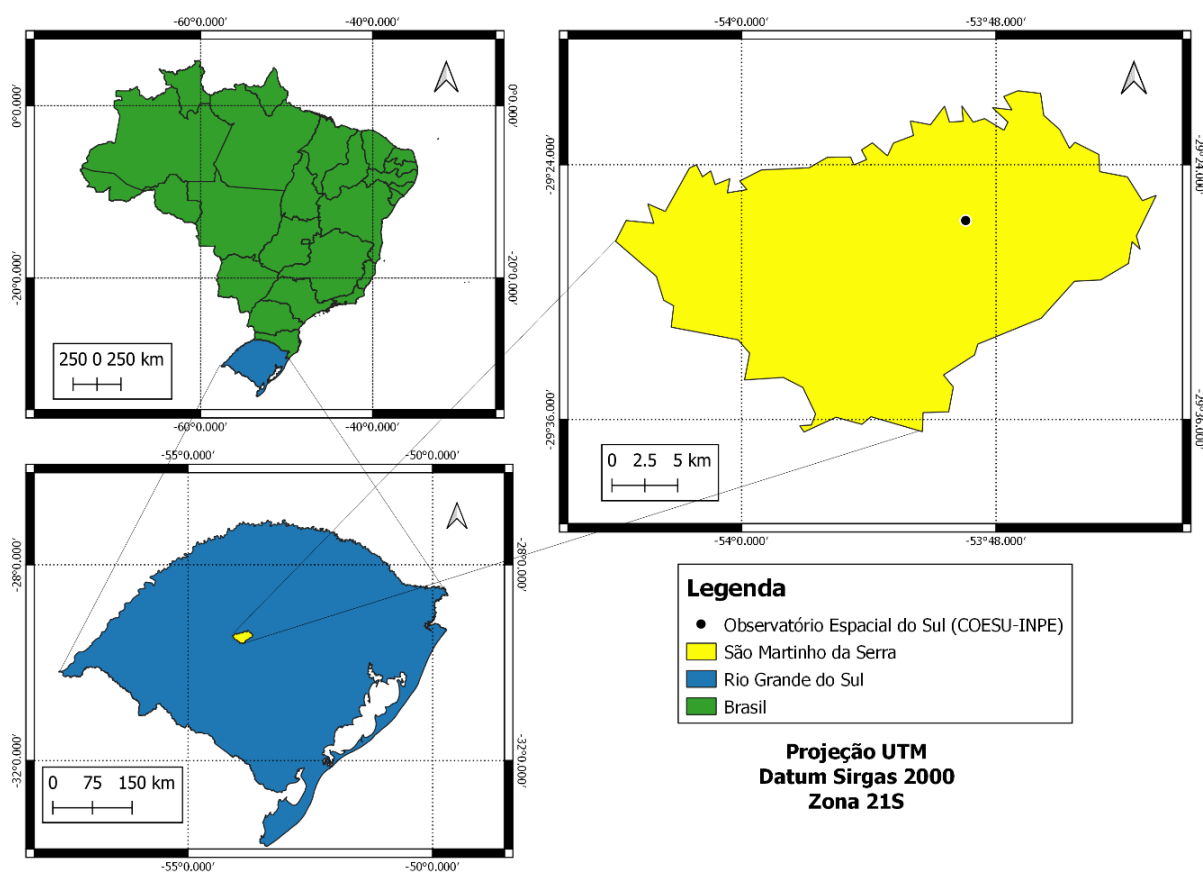 -60°0.000′ -40°0.000′
0°0.000′ 0°0.000′
-20°0.000′ -20°0.000′
250 0 250 km
-60°0.000′ -40°0.000′
-54°0.000′ -53°48.000′
-29°24.000′ -29°24.000′
-29°36.000′ -29°36.000′
0 2.5 5 km
-54°0.000′ -53°48.000′
-55°0.000′ -50°0.000′
-28°0.000′ -28°0.000′
-32°0.000′ -32°0.000′
0 75 150 km
-55°0.000′ -50°0.000′
Legenda
Observatório Espacial do Sul (COESU-INPE)
São Martinho da Serra
Rio Grande do Sul
Brasil
Projeção UTM
Datum Sirgas 2000
Zona 21S